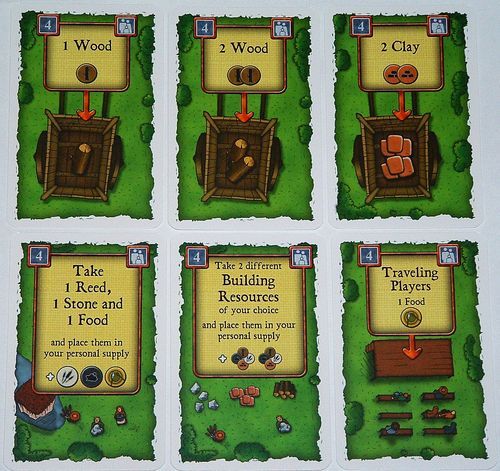 4
1 Wood
4
2 Wood
4
2 Clay
4
Take
1 Reed,
1 Stone and
1 Food
and place them in
your personal supply
+
4
Take 2 different
Building
Resources
of your choice
and place them in your
personal supply
+
4
Traveling
Players
1 Food